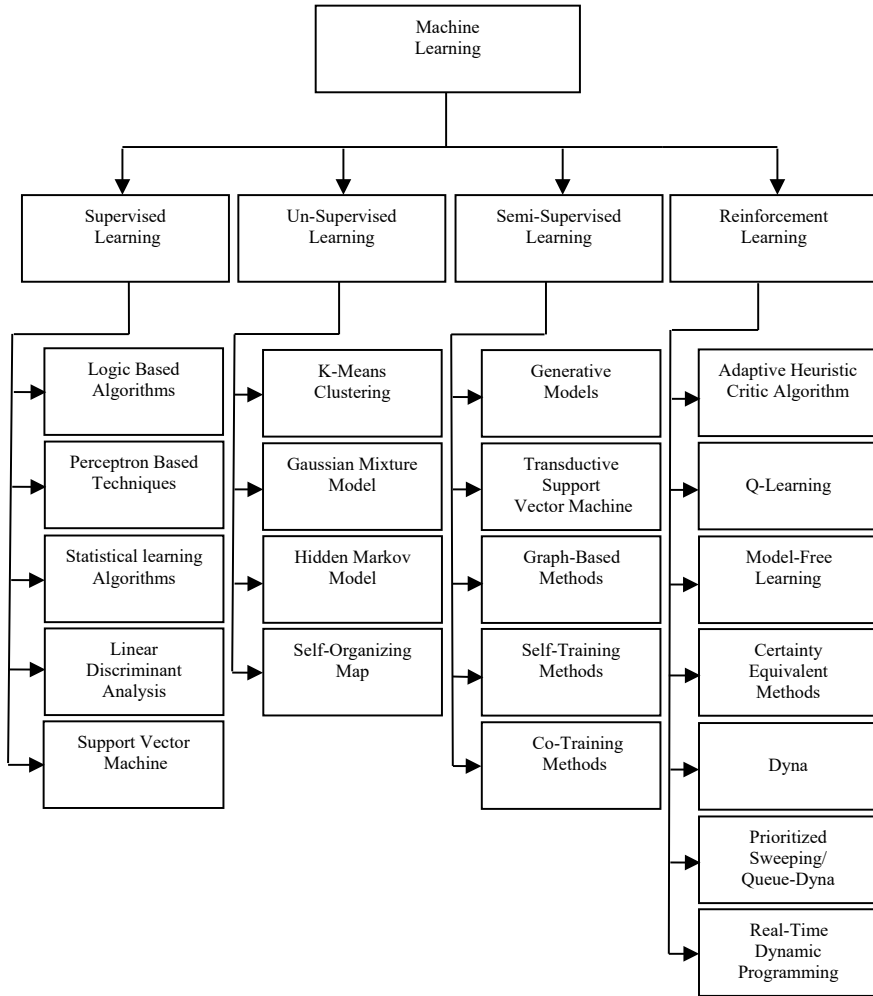 Machine
Learning
Supervised
Learning
Un-Supervised
Learning
Semi-Supervised
Learning
Reinforcement
Learning
Logic Based
Algorithms
Perceptron Based
Techniques
Statistical learning
Algorithms
Linear
Discriminant
Analysis
Support Vector
Machine
K-Means
Clustering
Gaussian Mixture
Model
Hidden Markov
Model
Self-Organizing
Map
Generative
Models
Transductive
Support
Vector Machine
Graph-Based
Methods
Self-Training
Methods
Co-Training
Methods
Adaptive Heuristic
Critic Algorithm
Q-Learning
Model-Free
Learning
Certainty
Equivalent
Methods
Dyna
Prioritized
Sweeping/
Queue-Dyna
Real-Time
Dynamic
Programming